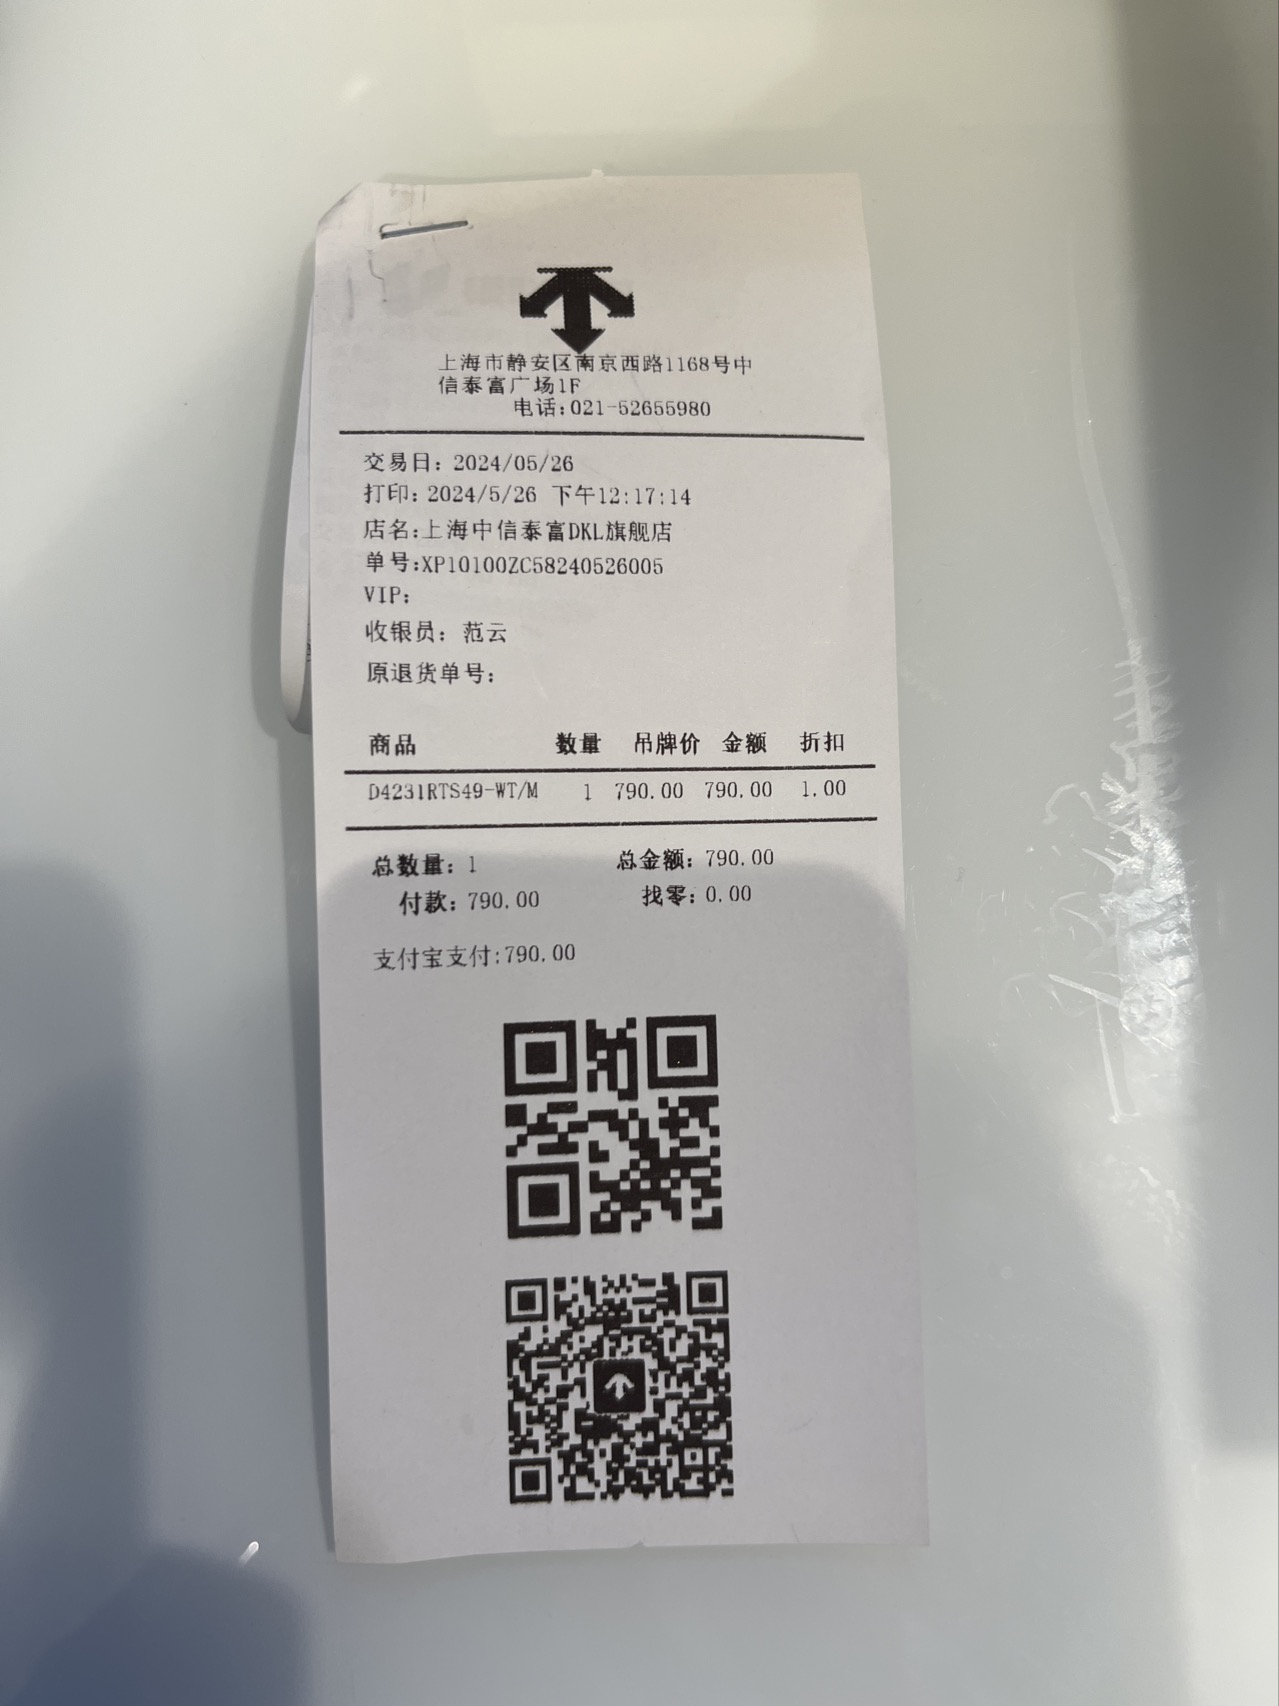 上海市静安区南京西路1168号中
信泰富广场1F
电话:021-52655980
交易日: 2024/05/26
打印: 2024/5/26 下午12:17:14
店名:上海中信泰富DKL旗舰店
单号:XP10100ZC58240526005
VIP:
收银员: 范云
原退货单号:
商品 数量 吊牌价 金额 折扣
D4231RTS49-WT/M 1 790.00 790.00 1.00
总数量: 1 总金额: 790.00
付款: 790.00 找零: 0.00
支付宝支付:790.00